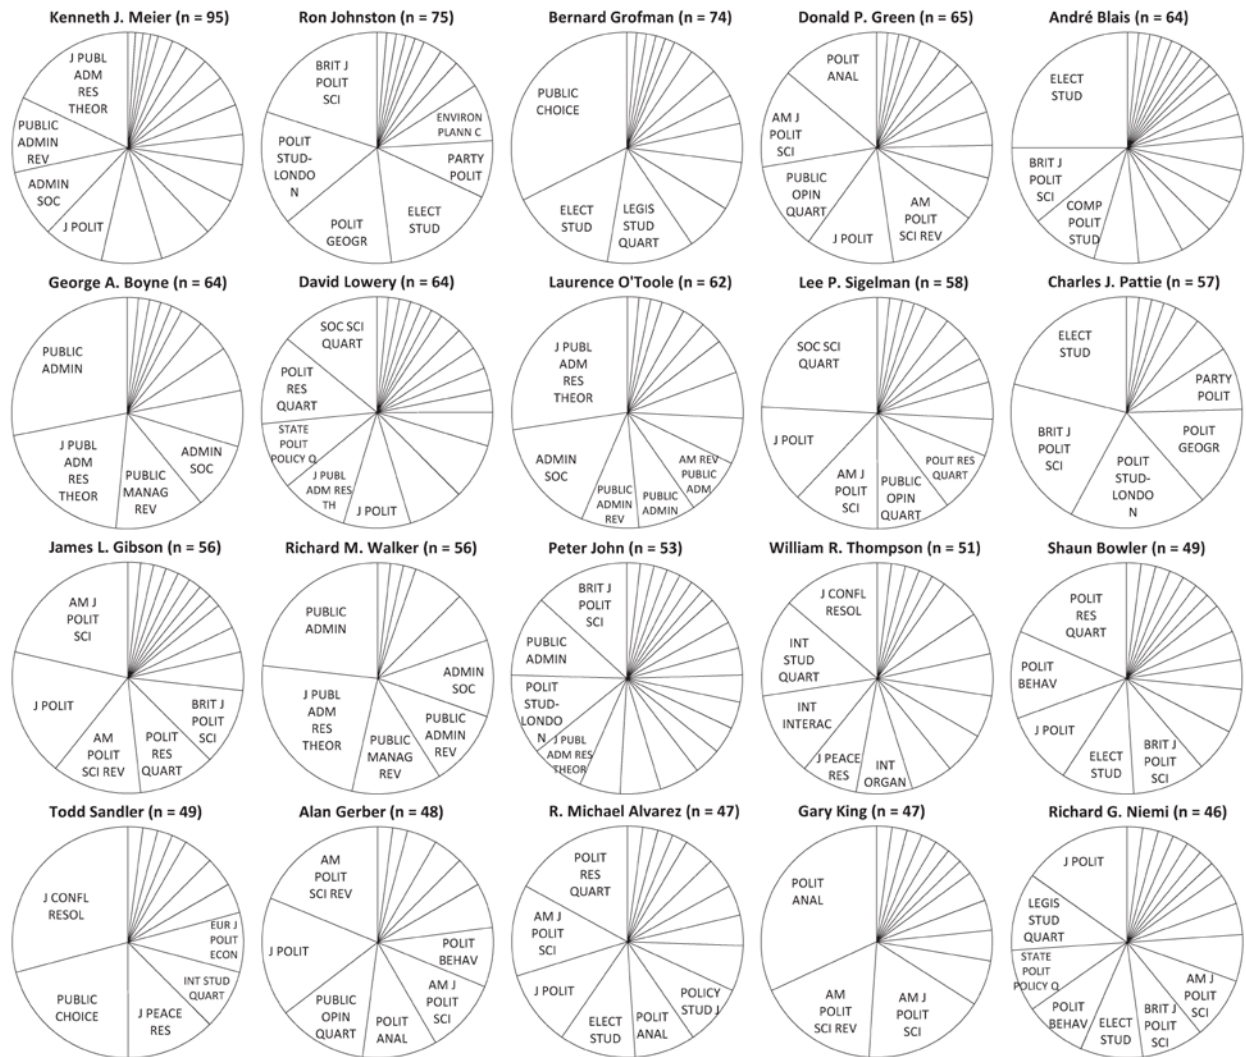 Kenneth J. Meier (n = 95)
J PUBL
ADM
RES
THEOR
PUBLIC
ADMIN
REV
ADMIN
SOC
J POLIT
Ron Johnston (n = 75)
BRIT J
POLIT
SCI
POLIT
STUD-
LONDO
N
POLIT
GEOGR
ELECT
STUD
PARTY
POLIT
ENVIRON
PLANN C
Bernard Grofman (n = 74)
PUBLIC
CHOICE
ELECT
STUD
LEGIS
STUD
QUART
Donald P. Green (n = 65)
POLIT
ANAL
AM J
POLIT
SCI
PUBLIC
OPIN
QUART
J POLIT
AM
POLIT
SCI REV
André Blais (n = 64)
ELECT
STUD
BRIT J
POLIT
SCI
COMP
POLIT
STUD
George A. Boyne (n = 64)
PUBLIC
ADMIN
J PUBL
ADM
RES
THEOR
PUBLIC
MANAG
REV
ADMIN
SOC
David Lowery (n = 64)
SOC SCI
QUART
POLIT
RES
QUART
STATE
POLIT
POLICY Q
J PUBL
ADM RES
TH
J POLIT
Laurence O'Toole (n = 62)
J PUBL
ADM
RES
THEOR
ADMIN
SOC
PUBLIC
ADMIN
REV
PUBLIC
ADMIN
AM REV
PUBLIC
ADM
Lee P. Sigelman (n = 58)
SOC SCI
QUART
J POLIT
AM J
POLIT
SCI
PUBLIC
OPIN
QUART
POLIT RES
QUART
Charles J. Pattie (n = 57)
ELECT
STUD
BRIT J
POLIT
SCI
POLIT
STUD-
LONDO
N
POLIT
GEOGR
PARTY
POLIT
James L. Gibson (n = 56)
AM J
POLIT
SCI
J POLIT
AM
POLIT
SCI REV
POLIT
RES
QUART
BRIT J
POLIT
SCI
Richard M. Walker (n = 56)
PUBLIC
ADMIN
J PUBL
ADM
RES
THEOR
PUBLIC
MANAG
REV
PUBLIC
ADMIN
REV
ADMIN
SOC
Peter John (n = 53)
BRIT J
POLIT
SCI
PUBLIC
ADMIN
POLIT
STUD-
LONDO
N
J PUBL
ADM RES
THEOR
William R. Thompson (n = 51)
J CONFL
RESOL
INT
STUD
QUART
INT
INTERAC
J PEACE
RES
INT
ORGAN
Shaun Bowler (n = 49)
POLIT
RES
QUART
POLIT
BEHAV
J POLIT
ELECT
STUD
BRIT J
POLIT
SCI
Todd Sandler (n = 49)
J CONFL
RESOL
PUBLIC
CHOICE
J PEACE
RES
INT STUD
QUART
EUR J
POLIT
ECON
Alan Gerber (n = 48)
AM
POLIT
SCI REV
J POLIT
PUBLIC
OPIN
QUART
POLIT
ANAL
AM J
POLIT
SCI
POLIT
BEHAV
R. Michael Alvarez (n = 47)
POLIT
RES
QUART
AM J
POLIT
SCI
J POLIT
ELECT
STUD
POLIT
ANAL
POLICY
STUD J
Gary King (n = 47)
POLIT
ANAL
AM
POLIT
SCI REV
AM J
POLIT
SCI
Richard G. Niemi (n = 46)
J POLIT
LEGIS
STUD
QUART
STATE
POLIT
POLICY Q
POLIT
BEHAV
ELECT
STUD
BRIT J
POLIT
SCI
AM J
POLIT
SCI